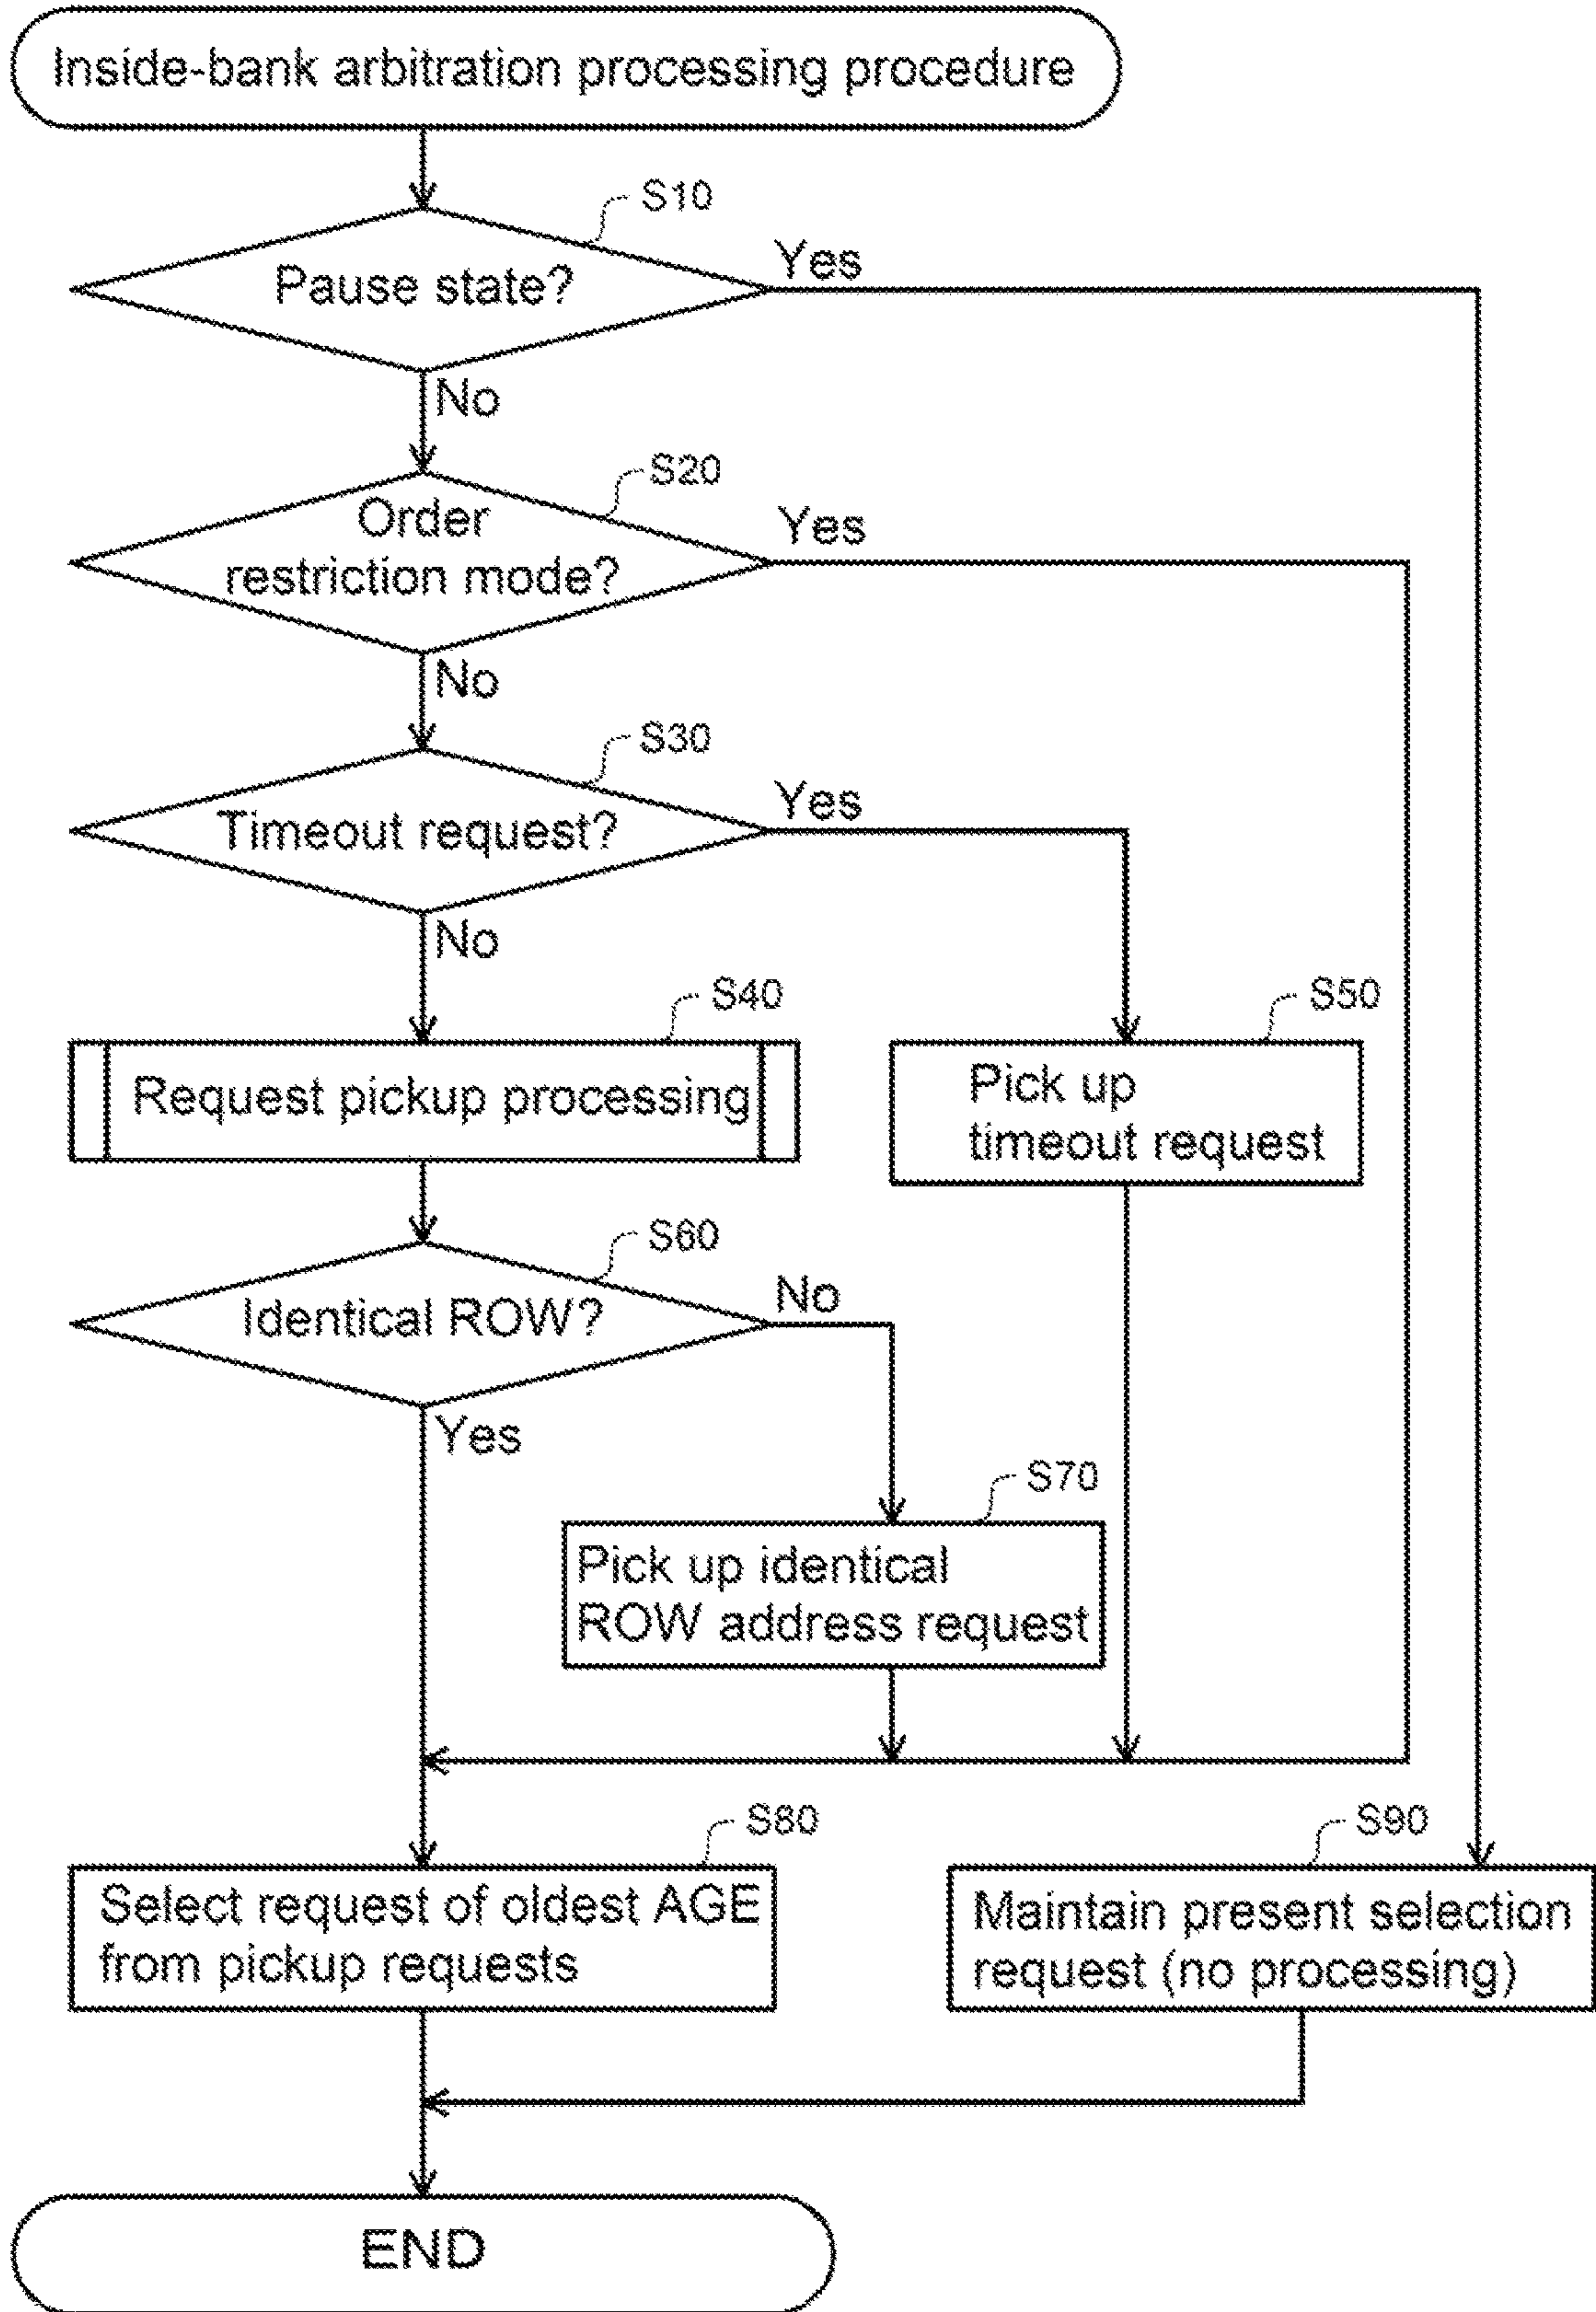 Inside-bank arbitration processing procedure
S10
Pause state?
Yes
No
S20
Order
restriction mode?
Yes
No
S30
Timeout request?
Yes
No
S40
Request pickup processing
S50
Pick up
timeout request
S60
Identical ROW?
No
Yes
S70
Pick up identical
ROW address request
S80
Select request of oldest AGE
from pickup requests
S90
Maintain present selection
request (no processing)
END